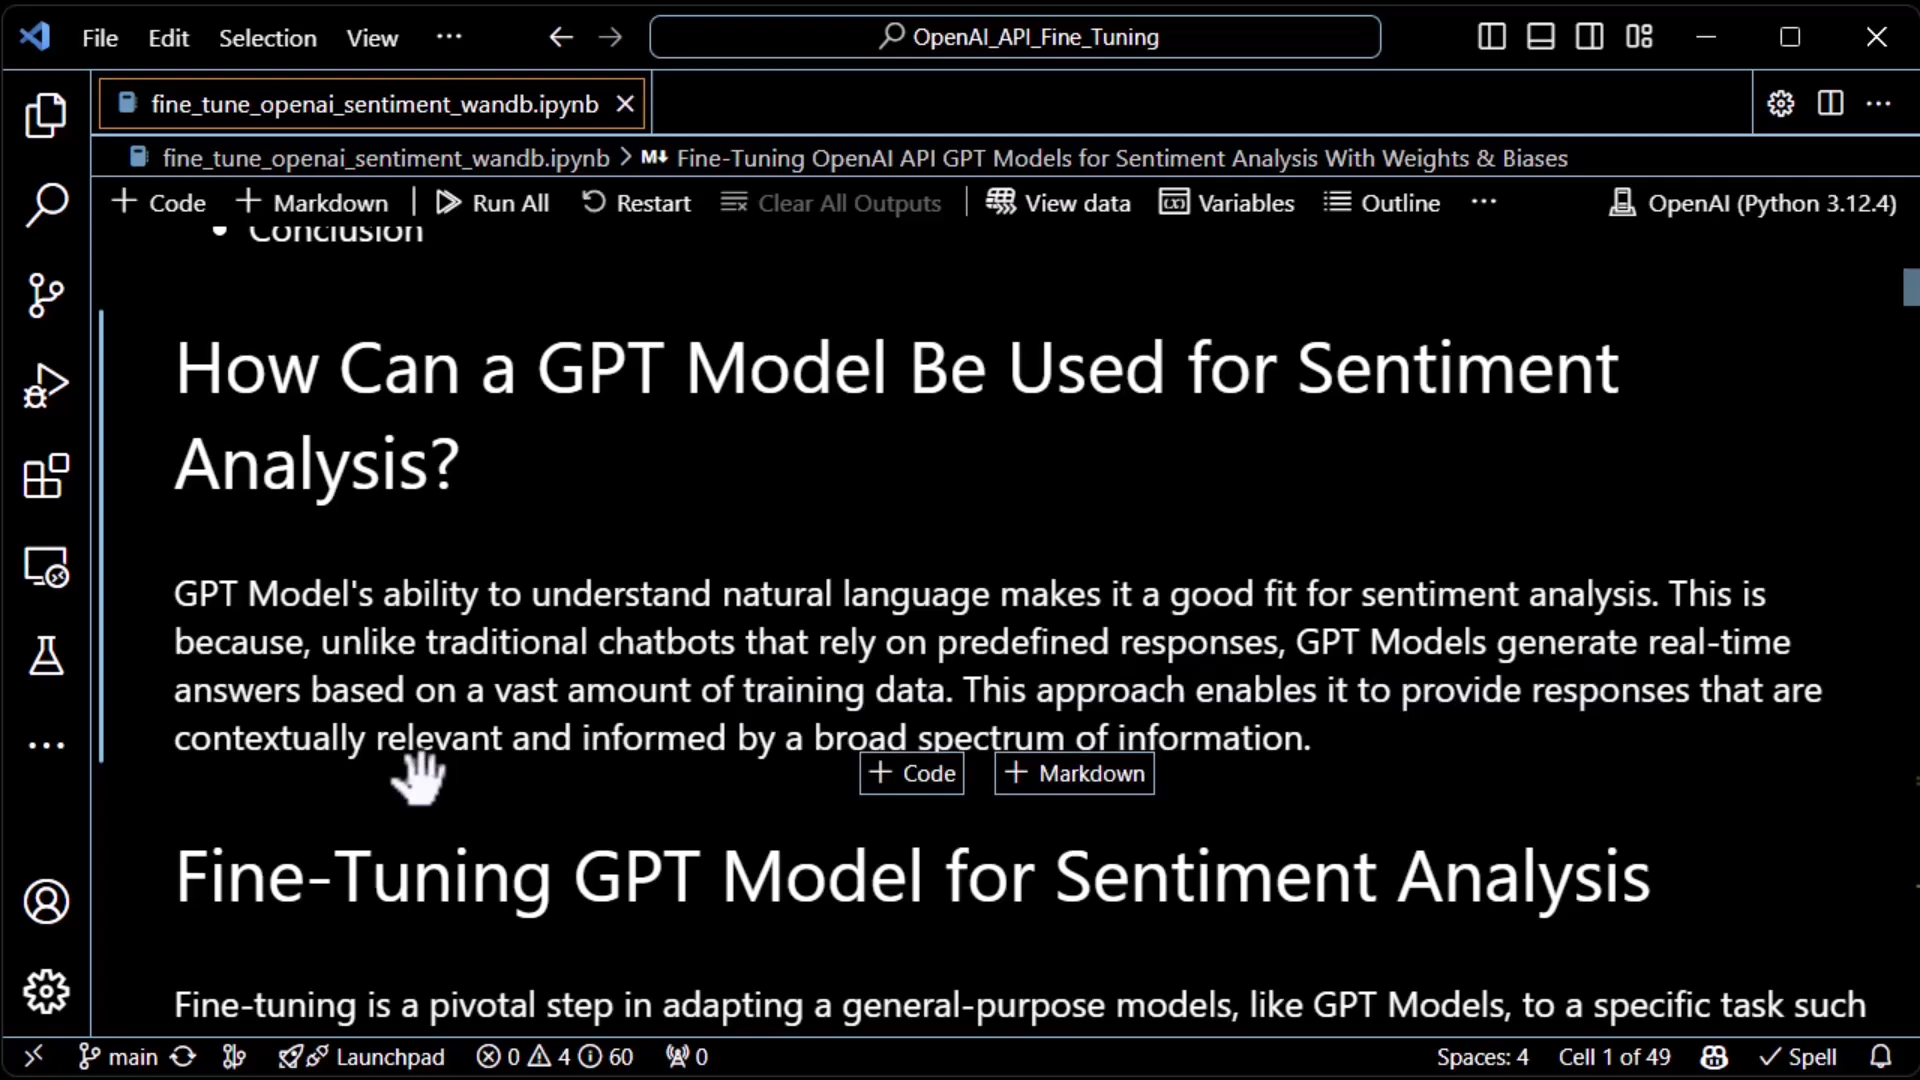 File Edit Selection View ··· OpenAI_API_Fine_Tuning
fine_tune_openai_sentiment_wandb.ipynb
fine_tune_openai_sentiment_wandb.ipynb > M↓ Fine-Tuning OpenAI API GPT Models for Sentiment Analysis With Weights & Biases
+ Code + Markdown | Run All Restart Clear All Outputs | View data Variables Outline ··· OpenAI (Python 3.12.4)
• Conclusion
How Can a GPT Model Be Used for Sentiment
Analysis?
GPT Model's ability to understand natural language makes it a good fit for sentiment analysis. This is
because, unlike traditional chatbots that rely on predefined responses, GPT Models generate real-time
answers based on a vast amount of training data. This approach enables it to provide responses that are
contextually relevant and informed by a broad spectrum of information.
+ Code + Markdown
Fine-Tuning GPT Model for Sentiment Analysis
Fine-tuning is a pivotal step in adapting a general-purpose models, like GPT Models, to a specific task such
main Launchpad 0 4 60 0 Spaces: 4 Cell 1 of 49 Spell